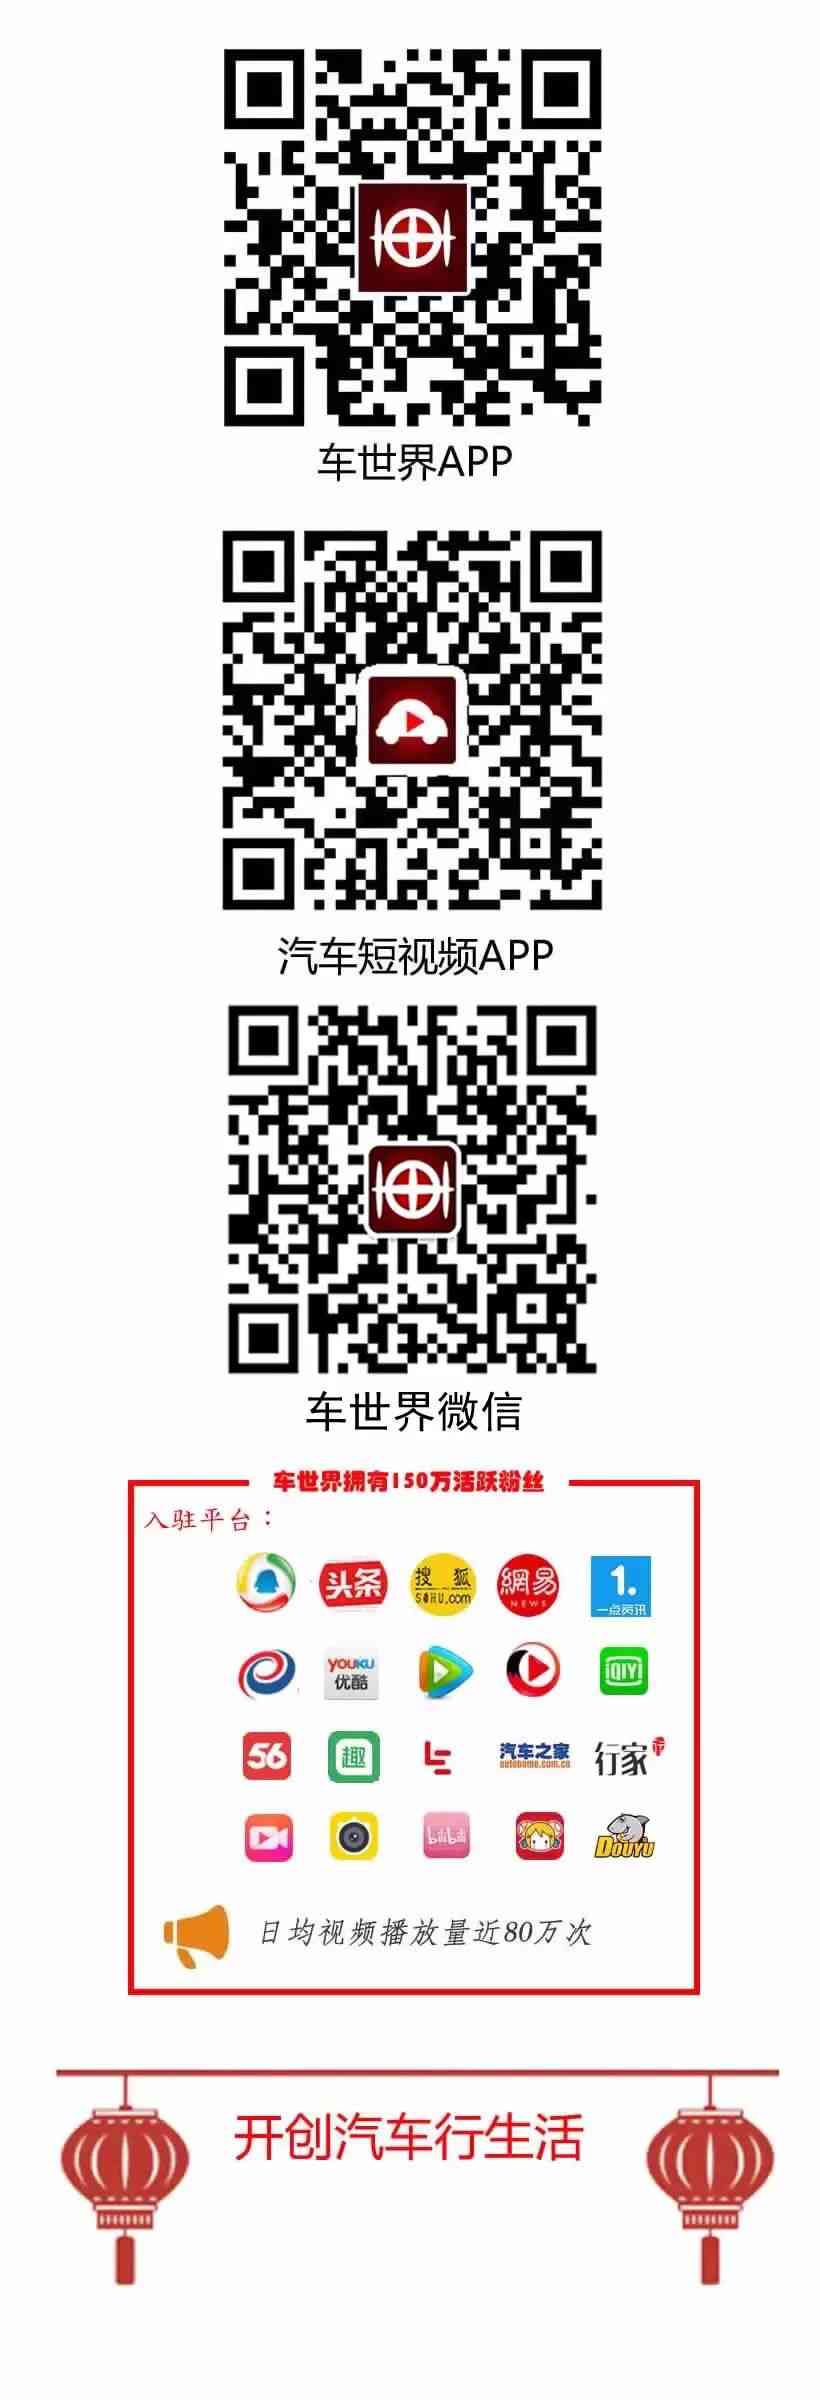 车世界APP
汽车短视频APP
车世界微信
车世界拥有150万活跃粉丝
入驻平台：
头条
搜狐
SOHU.com
網易
NEWS
1.
一点资讯
YOUKU
优酷
QIY
56
趣
汽车之家
autohome.com.cn
行家
bilibili
DOUYU
日均视频播放量近80万次
开创汽车行生活